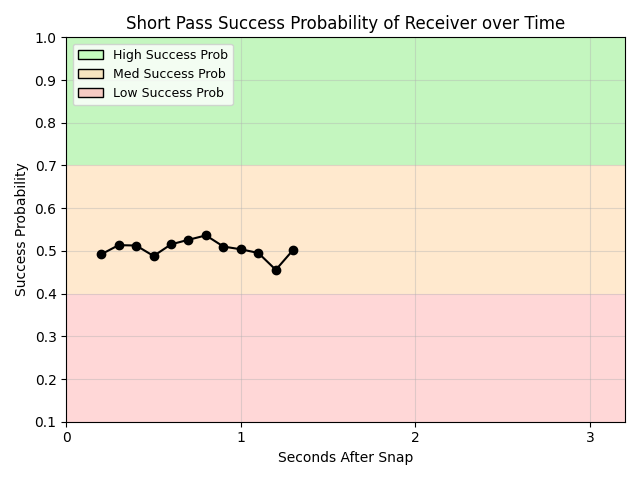 Short Pass Success Probability of Receiver over Time
High Success Prob
Med Success Prob
Low Success Prob
Success Probability
1.0
0.9
0.8
0.7
0.6
0.5
0.4
0.3
0.2
0.1
0
1
2
3
Seconds After Snap